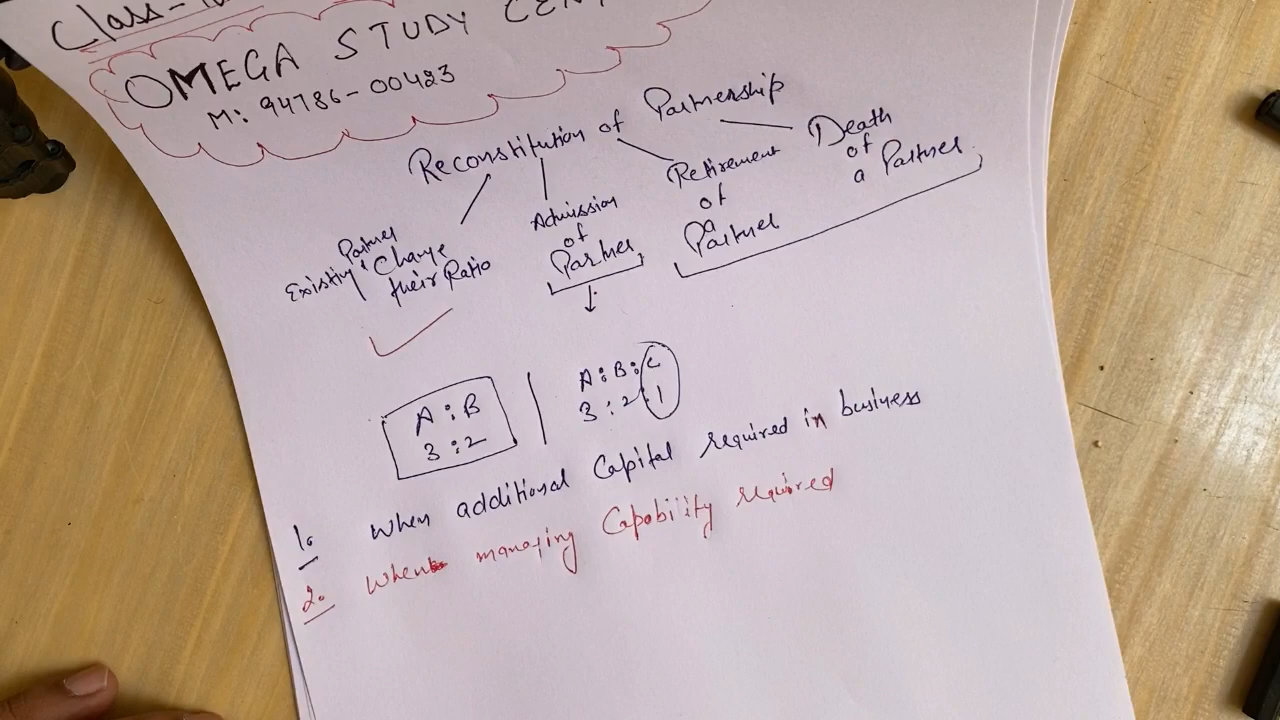 Class-
OMEGA STUDY CENT
M: 94786-00423
Reconstitution of Partnership
Existing Partner Change their Ratio
Admission
of
Partner
Retirement
of
a
Partner
Death
of
a Partner
A : B
3 : 2
A : B : C
3 : 2 : 1
1. When additional Capital required in business
2. When managing Capability required